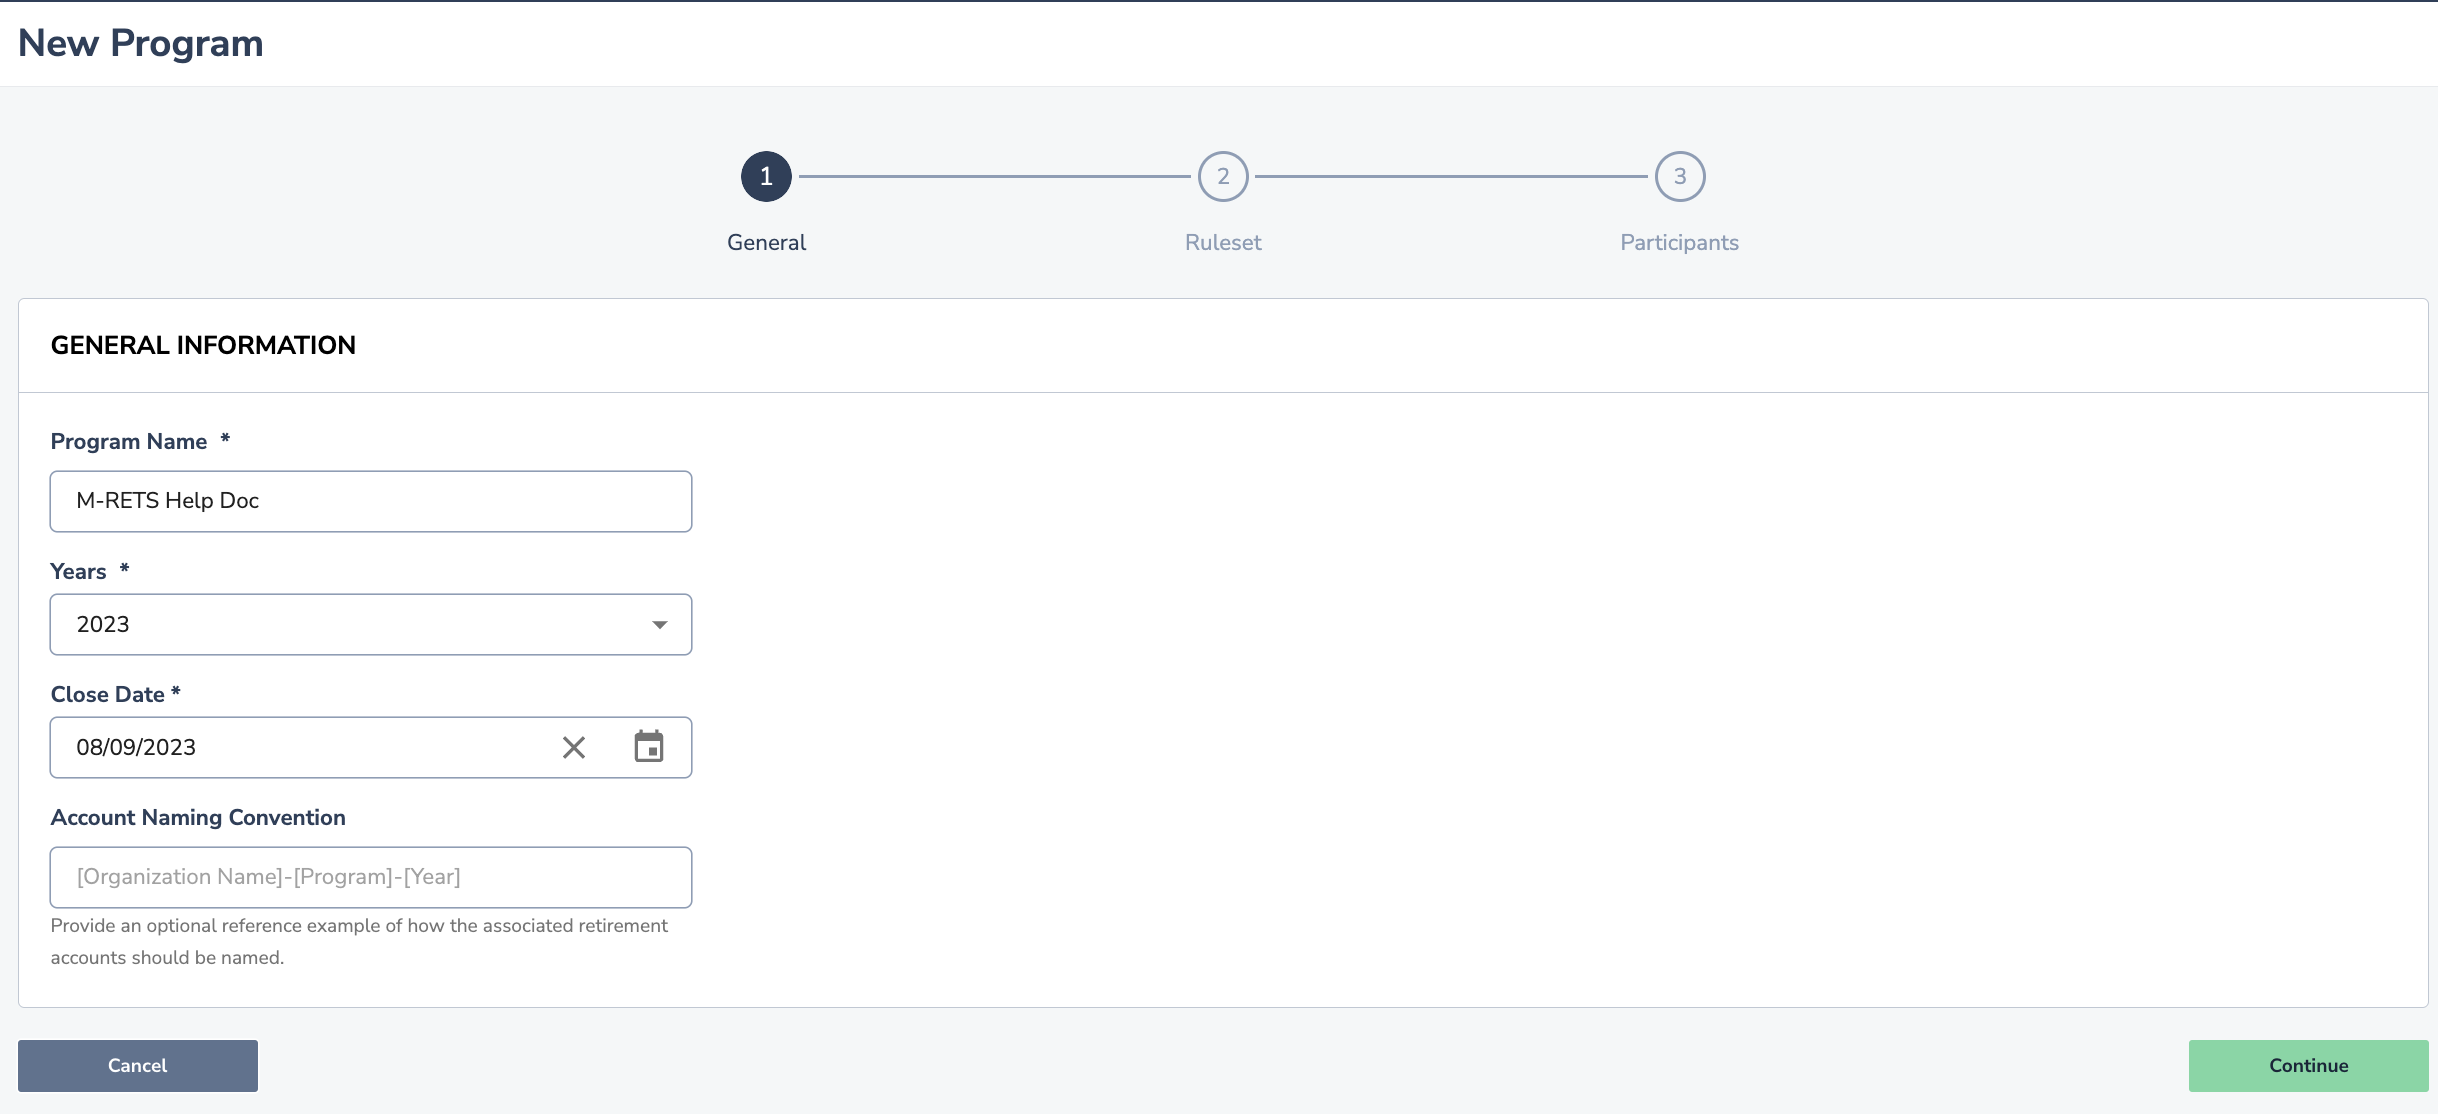 New Program
1
2
3
General
Ruleset
Participants
GENERAL INFORMATION
Program Name *
M-RETS Help Doc
Years *
2023
Close Date *
08/09/2023
Account Naming Convention
[Organization Name]-[Program]-[Year]
Provide an optional reference example of how the associated retirement
accounts should be named.
Cancel
Continue